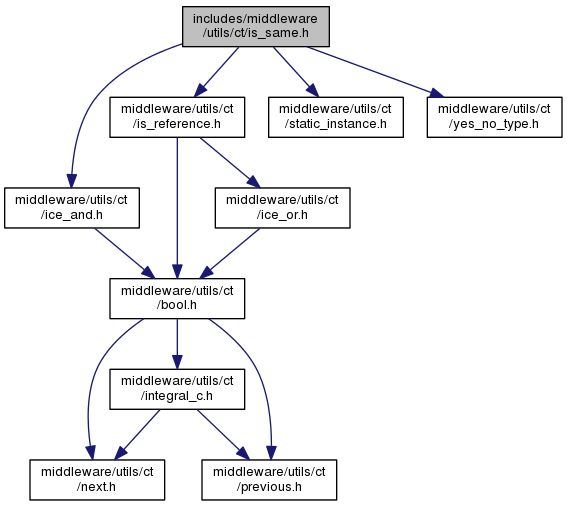 includes/middleware
/utils/ct/is_same.h
middleware/utils/ct
/is_reference.h
middleware/utils/ct
/static_instance.h
middleware/utils/ct
/yes_no_type.h
middleware/utils/ct
/ice_and.h
middleware/utils/ct
/ice_or.h
middleware/utils/ct
/bool.h
middleware/utils/ct
/integral_c.h
middleware/utils/ct
/next.h
middleware/utils/ct
/previous.h